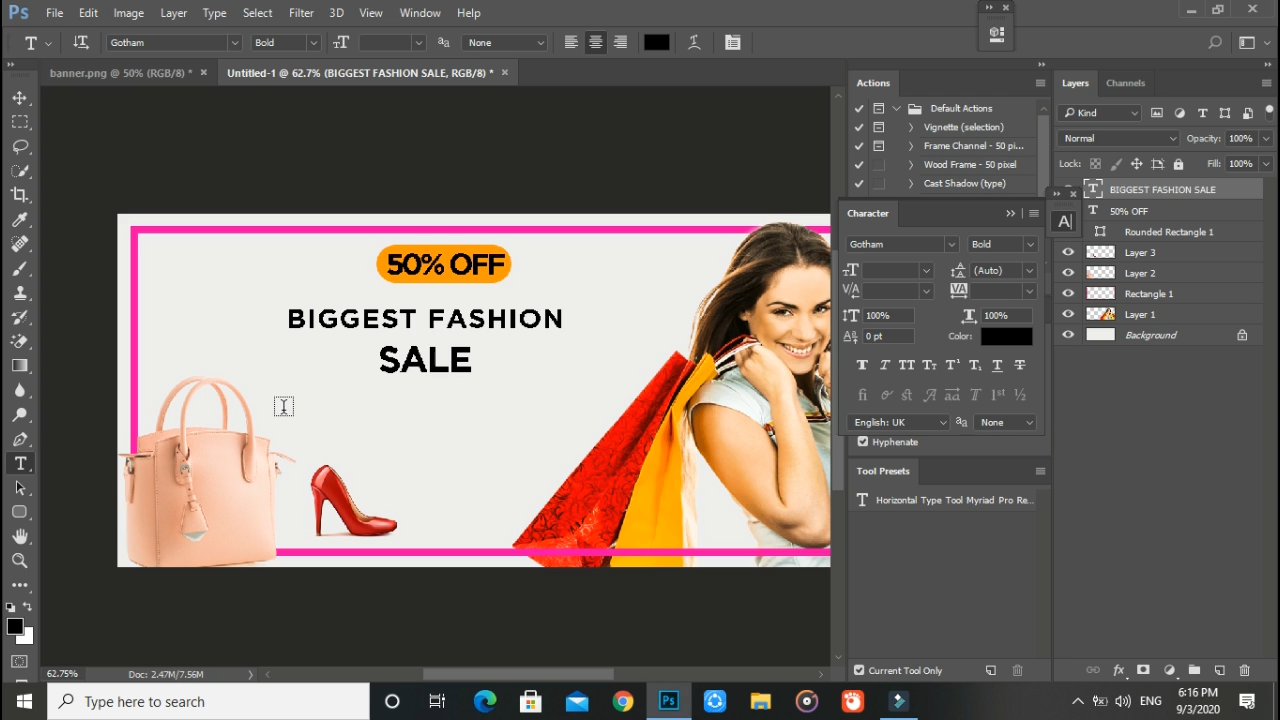 Ps File Edit Image Layer Type Select Filter 3D View Window Help
T Gotham Bold None
banner.png @ 50% (RGB/8) * Untitled-1 @ 62.7% (BIGGEST FASHION SALE, RGB/8) *
50% OFF
BIGGEST FASHION
SALE
62.75% Doc: 2.47M/7.56M
Actions
Default Actions
Vignette (selection)
Frame Channel - 50 pi...
Wood Frame - 50 pixel
Cast Shadow (type)
Character
Gotham Bold
(Auto)
100% 100%
0 pt Color:
English: UK None
Hyphenate
Tool Presets
Horizontal Type Tool Myriad Pro Re...
Current Tool Only
Layers Channels
Kind
Normal Opacity: 100%
Lock: Fill: 100%
BIGGEST FASHION SALE
50% OFF
Rounded Rectangle 1
Layer 3
Layer 2
Rectangle 1
Layer 1
Background
Type here to search
Ps
ENG
6:16 PM
9/3/2020